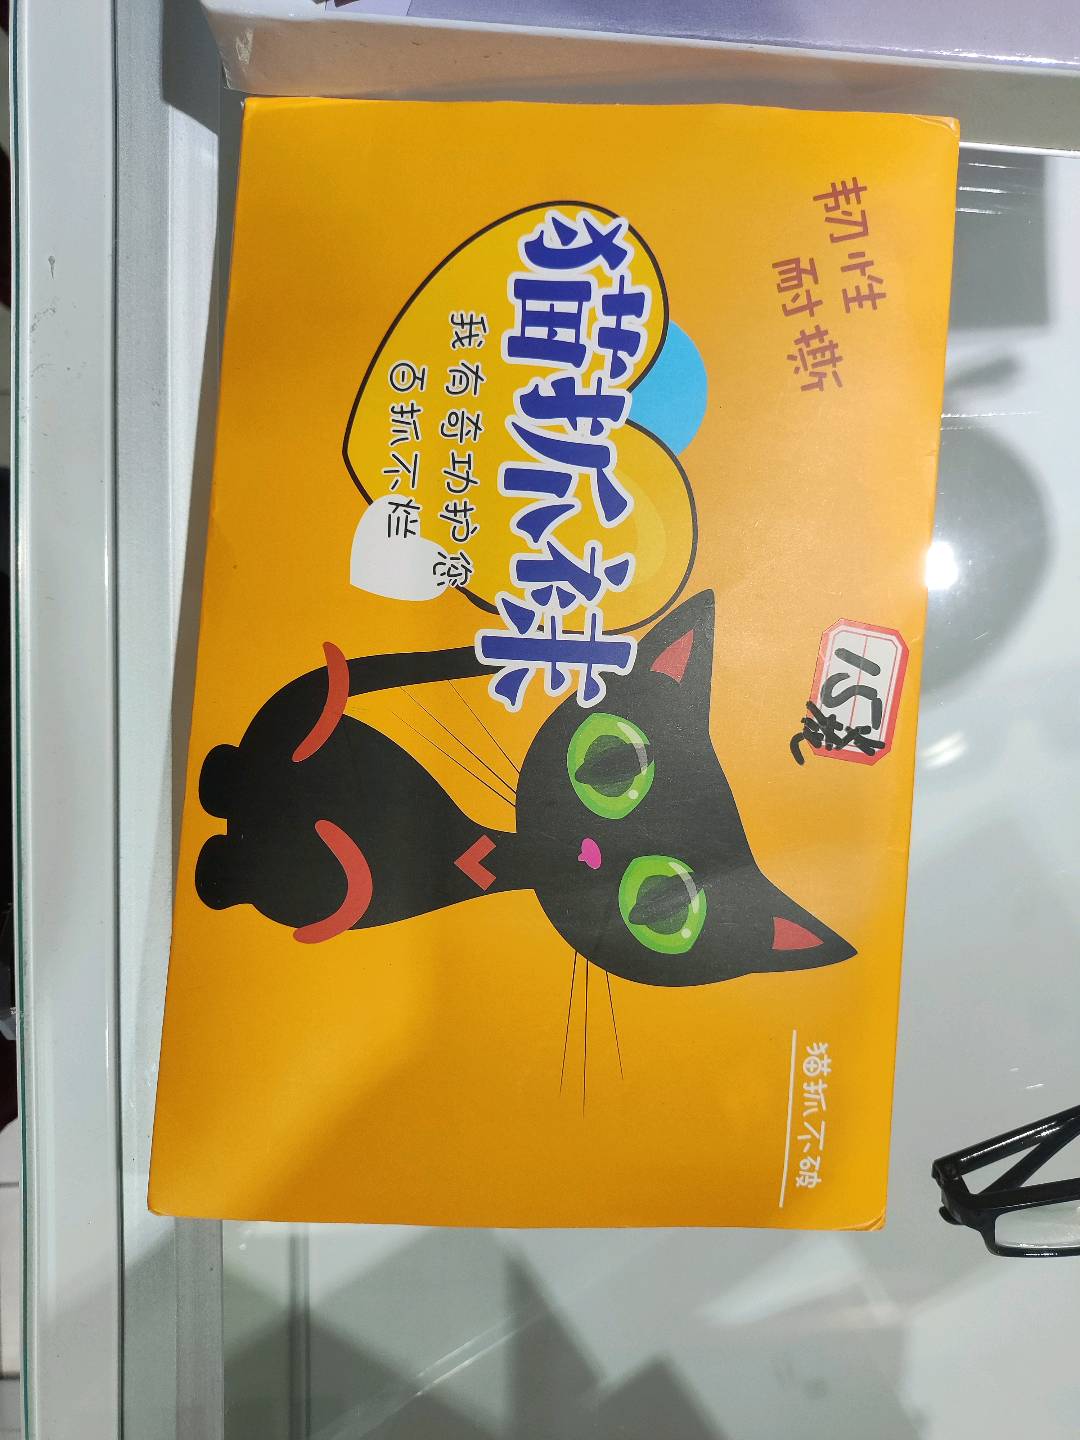 韧性
耐撕
猫抓袜
我有奇功护您
百抓不烂
15元
猫抓不破